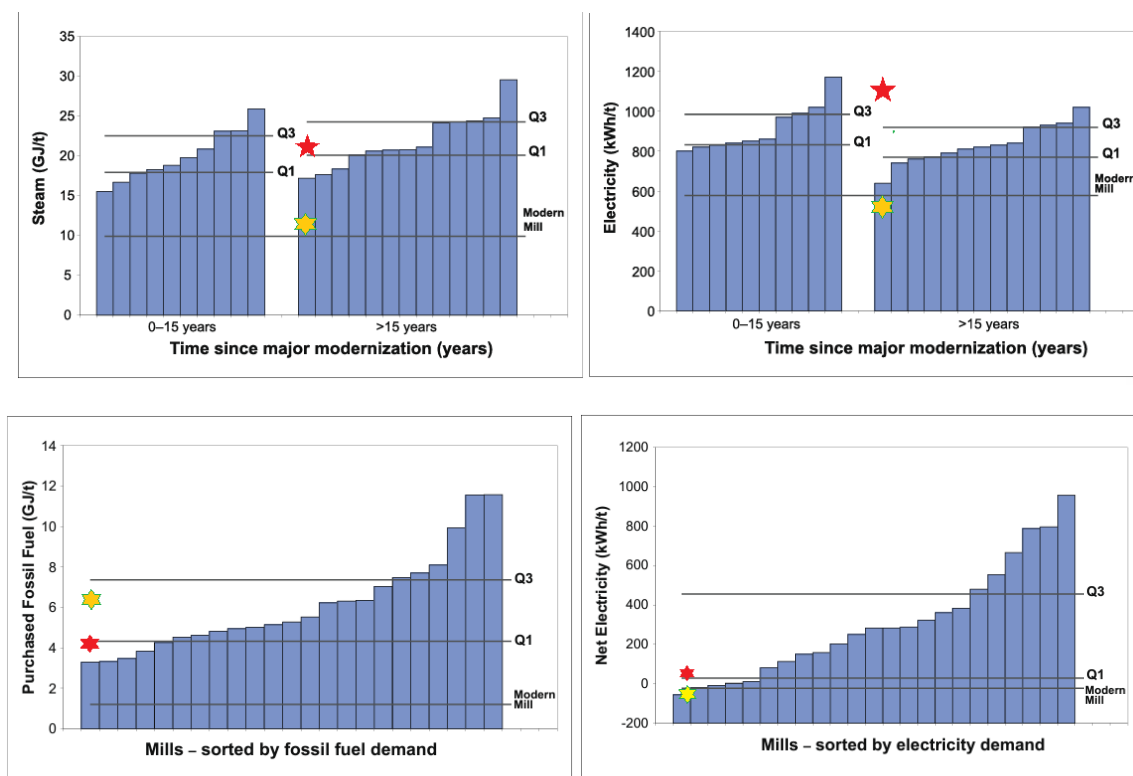 35
30
25
20
15
10
5
0
Steam (GJ/t)
Q3
Q1
Q3
Q1
Modern
Mill
0–15 years
>15 years
Time since major modernization (years)
1400
1200
1000
800
600
400
200
0
Electricity (kWh/t)
Q3
Q1
Q3
Q1
Modern
Mill
0–15 years
>15 years
Time since major modernization (years)
14
12
10
8
6
4
2
0
Purchased Fossil Fuel (GJ/t)
Q3
Q1
Modern
Mill
Mills – sorted by fossil fuel demand
1200
1000
800
600
400
200
0
-200
Net Electricity (kWh/t)
Q3
Q1
Modern
Mill
Mills – sorted by electricity demand